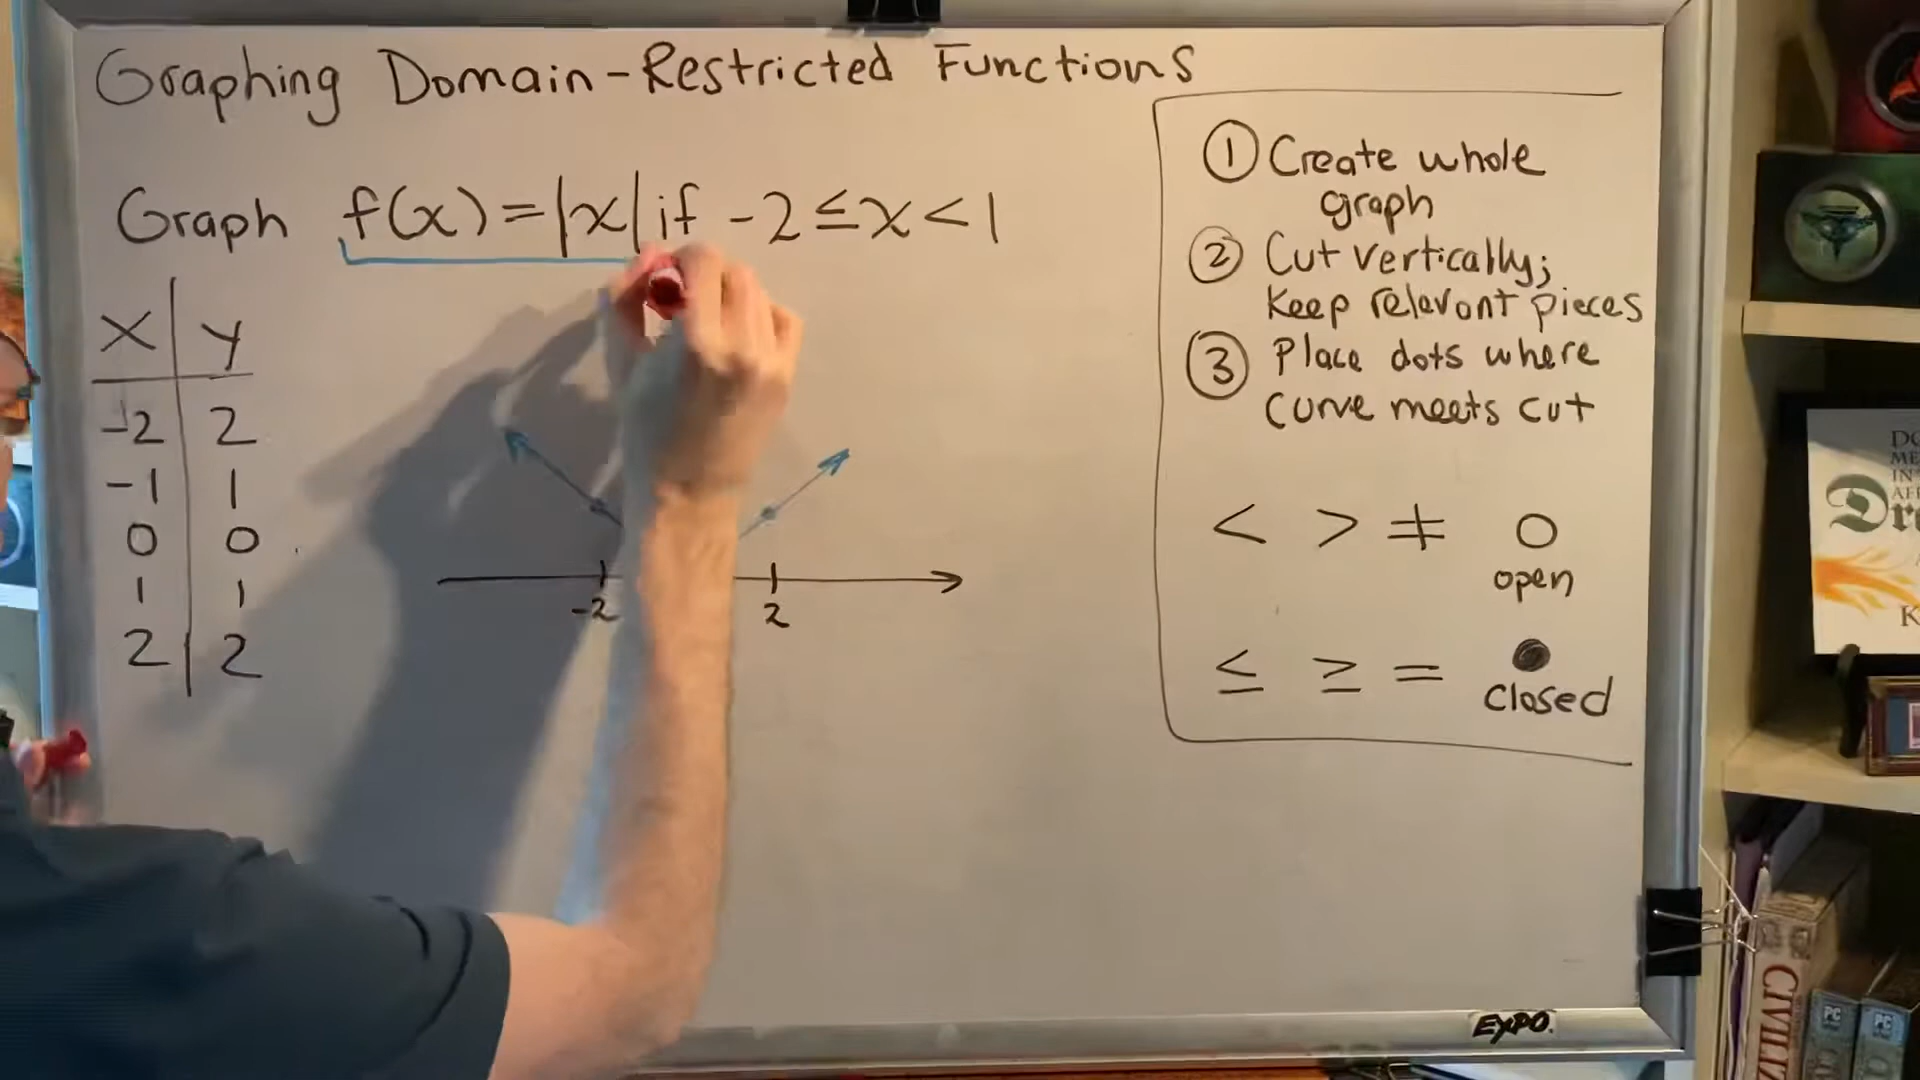 Graphing Domain-Restricted Functions
Graph f(x) = |x| if -2 ≤ x < 1
x y
-2 2
-1 1
0 0
1 1
2 2
-2 2
① Create whole
graph
② Cut vertically;
Keep relevant pieces
③ Place dots where
curve meets cut
< > ≠ O
open
≤ ≥ = ●
closed
EXPO
PC
PC